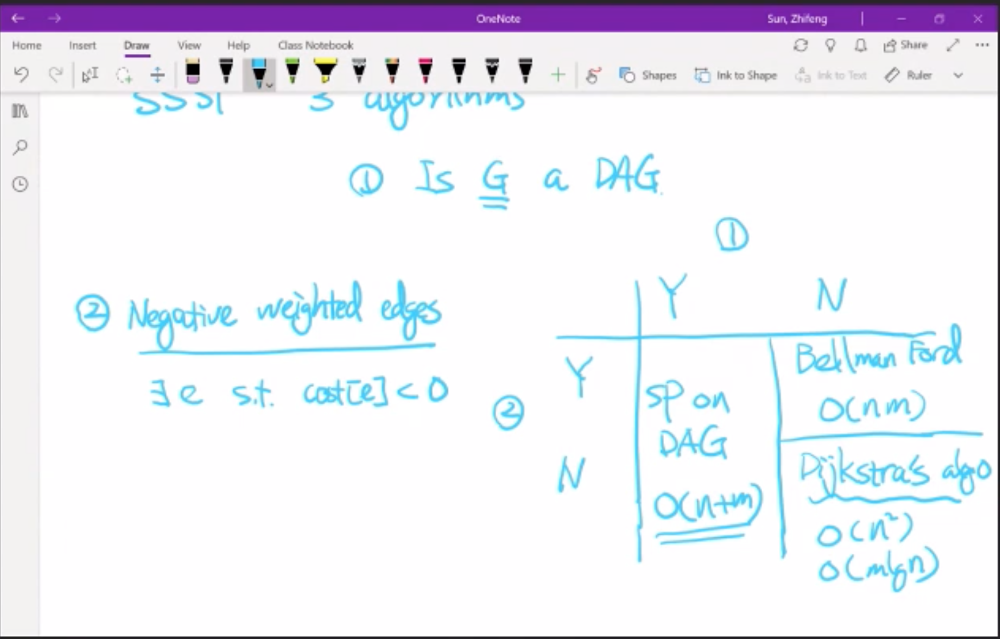 OneNote
Sun, Zhifeng
Home Insert Draw View Help Class Notebook
Share
Shapes Ink to Shape Ink to Text Ruler
SSSP 3 algorithms
① Is G a DAG.
①
② Negative weighted edges
∃ e s.t. cost[e] < 0
②
Y N
Y
N
SP on
DAG
O(n+m)
Bellman Ford
O(nm)
Dijkstra's algo
O(n²)
O(mlgn)